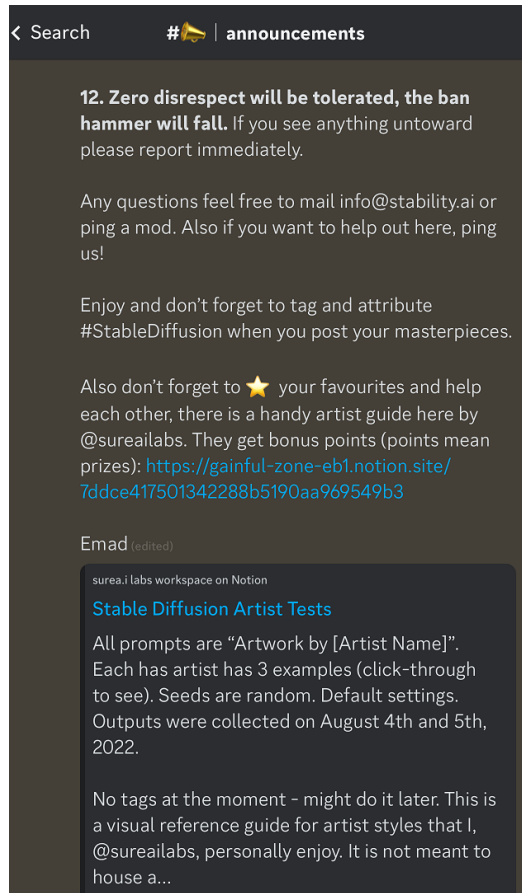 Search
# 📣 | announcements
12. Zero disrespect will be tolerated, the ban
hammer will fall. If you see anything untoward
please report immediately.
Any questions feel free to mail info@stability.ai or
ping a mod. Also if you want to help out here, ping
us!
Enjoy and don’t forget to tag and attribute
#StableDiffusion when you post your masterpieces.
Also don’t forget to ⭐ your favourites and help
each other, there is a handy artist guide here by
@sureailabs. They get bonus points (points mean
prizes): https://gainful-zone-eb1.notion.site/
7ddce417501342288b5190aa969549b3
Emad (edited)
surea.i labs workspace on Notion
Stable Diffusion Artist Tests
All prompts are “Artwork by [Artist Name]”.
Each has artist has 3 examples (click-through
to see). Seeds are random. Default settings.
Outputs were collected on August 4th and 5th,
2022.
No tags at the moment - might do it later. This is
a visual reference guide for artist styles that I,
@sureailabs, personally enjoy. It is not meant to
house a...